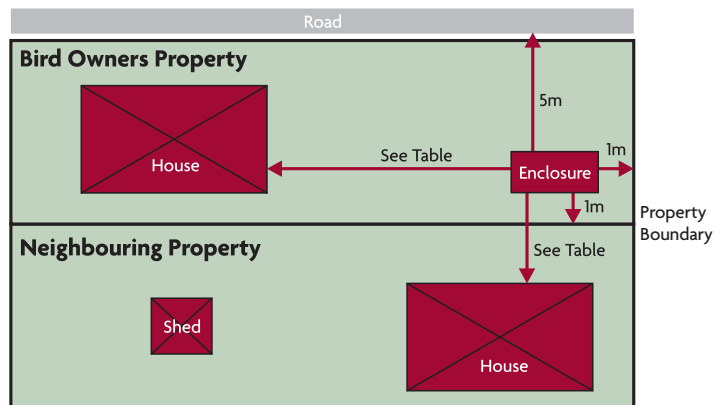 Road
Bird Owners Property
5m
1m
See Table
House
Enclosure
1m
Property
Boundary
Neighbouring Property
See Table
Shed
House